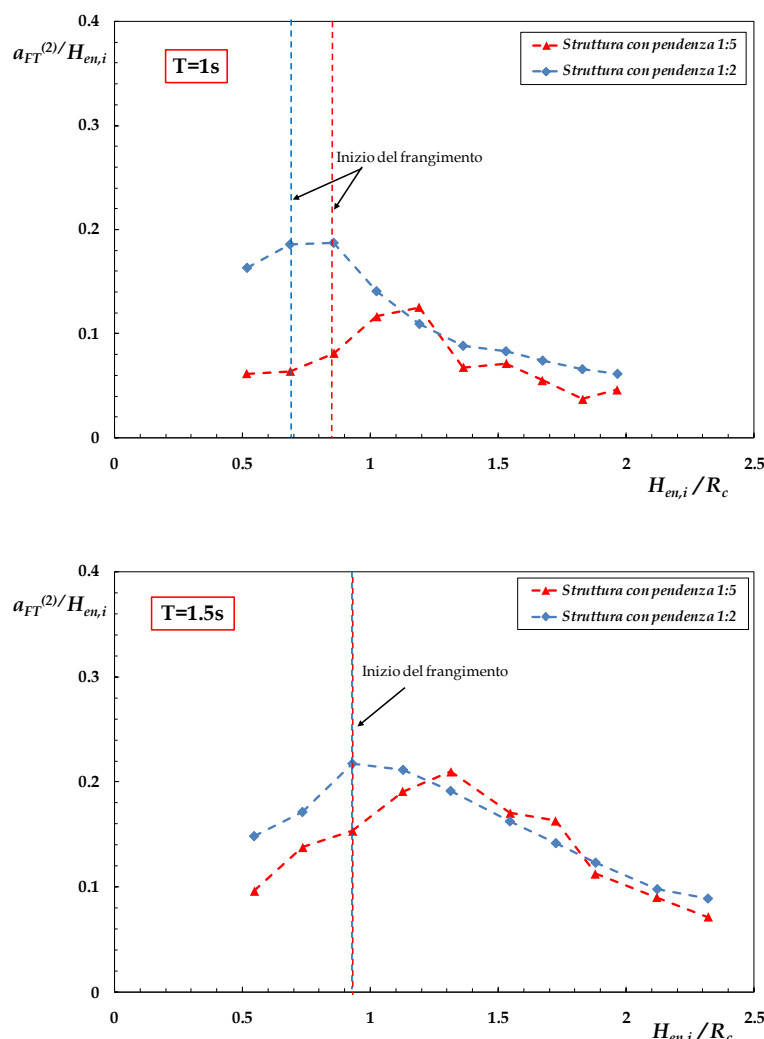 0.4
a_FT^(2)/H_en,i
T=1s
Struttura con pendenza 1:5
Struttura con pendenza 1:2
0.3
Inizio del frangimento
0.2
0.1
0
0 0.5 1 1.5 2 2.5
H_en,i / R_c
0.4
a_FT^(2)/H_en,i
T=1.5s
Struttura con pendenza 1:5
Struttura con pendenza 1:2
0.3
Inizio del frangimento
0.2
0.1
0
0 0.5 1 1.5 2 2.5
H_en,i / R_c